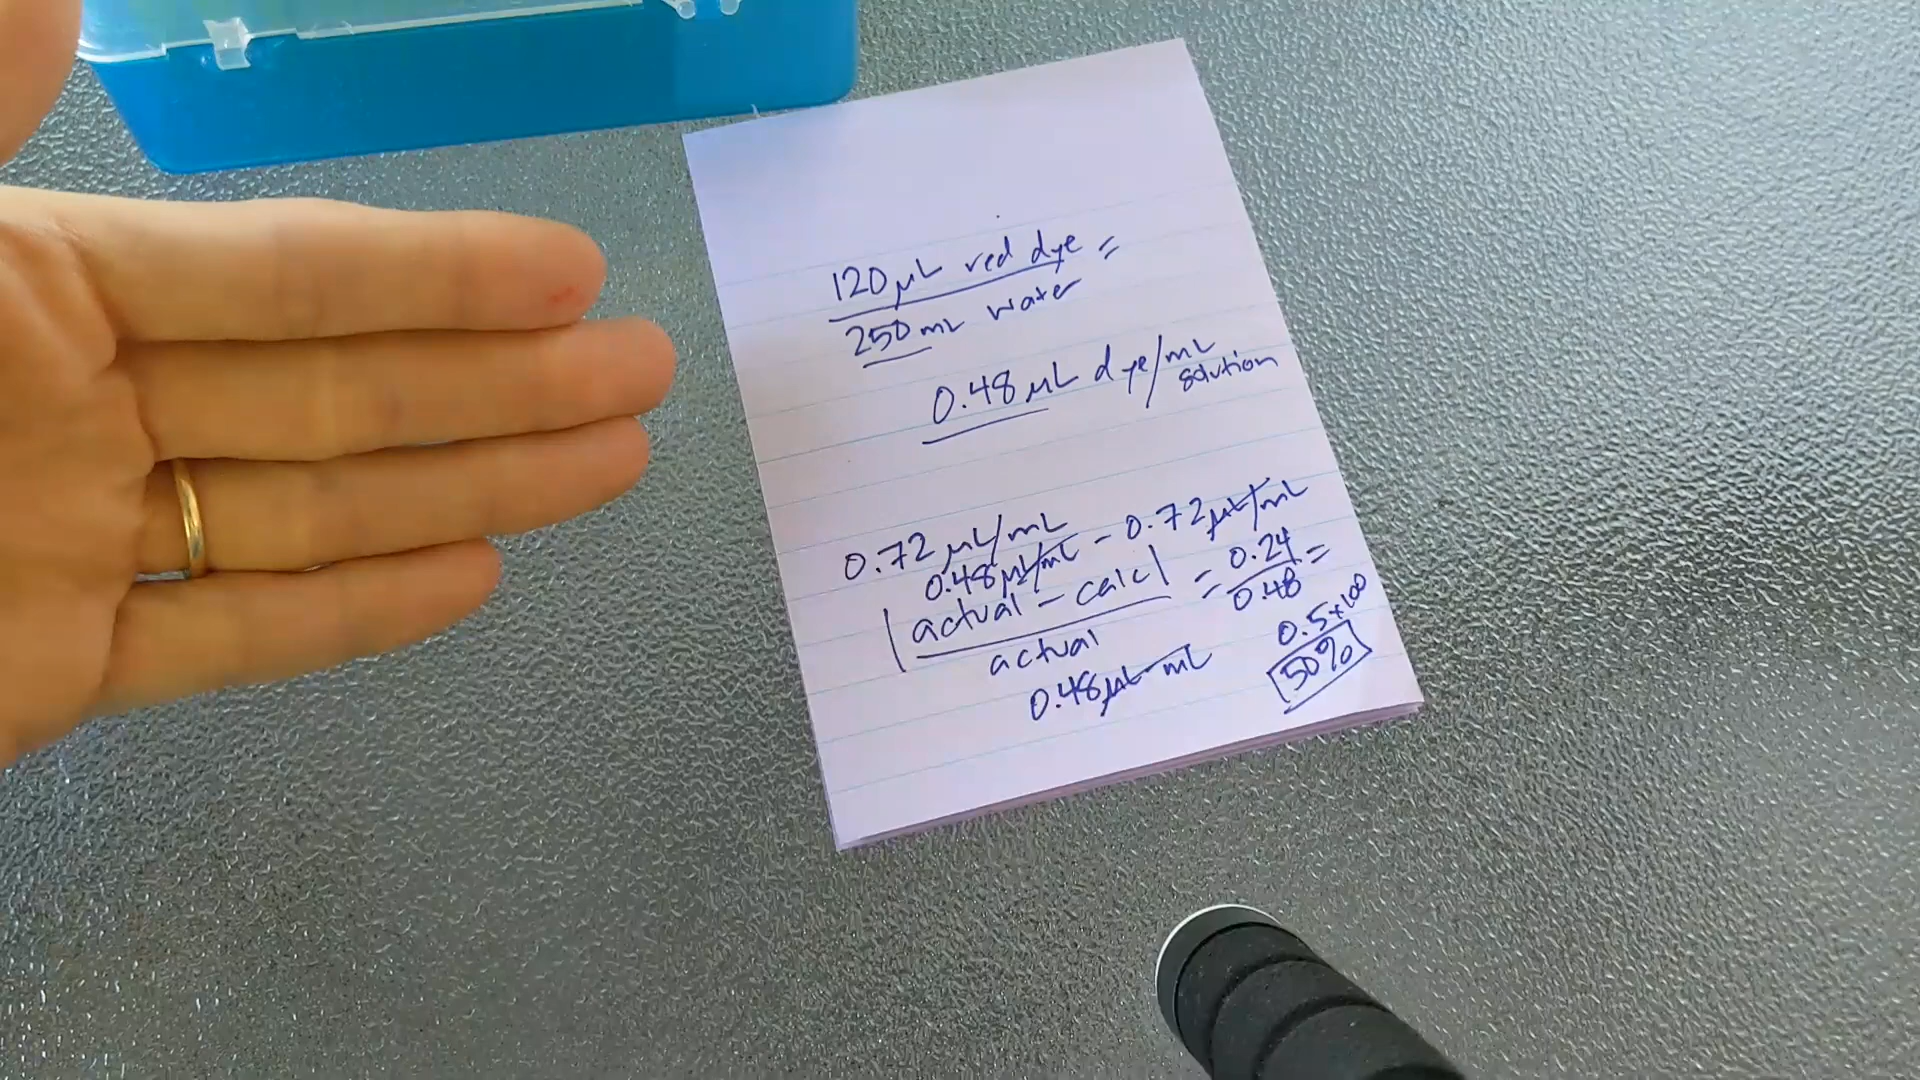 120 μL red dye =
250 mL water
0.48 μL dye/mL
solution
0.72 μL/mL
0.48 μL/mL - 0.72 μL/mL
|actual - calc| = 0.24 =
actual 0.48
0.48 μL mL
0.5 x 100
50%